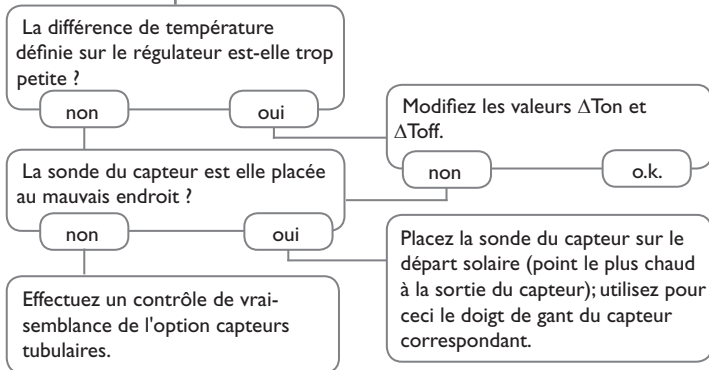 La différence de température
définie sur le régulateur est-elle trop
petite ?
non
oui
Modifiez les valeurs ΔTon et
ΔToff.
non
o.k.
La sonde du capteur est elle placée
au mauvais endroit ?
non
oui
Placez la sonde du capteur sur le
départ solaire (point le plus chaud
à la sortie du capteur); utilisez pour
ceci le doigt de gant du capteur
correspondant.
Effectuez un contrôle de vrai-
semblance de l'option capteurs
tubulaires.